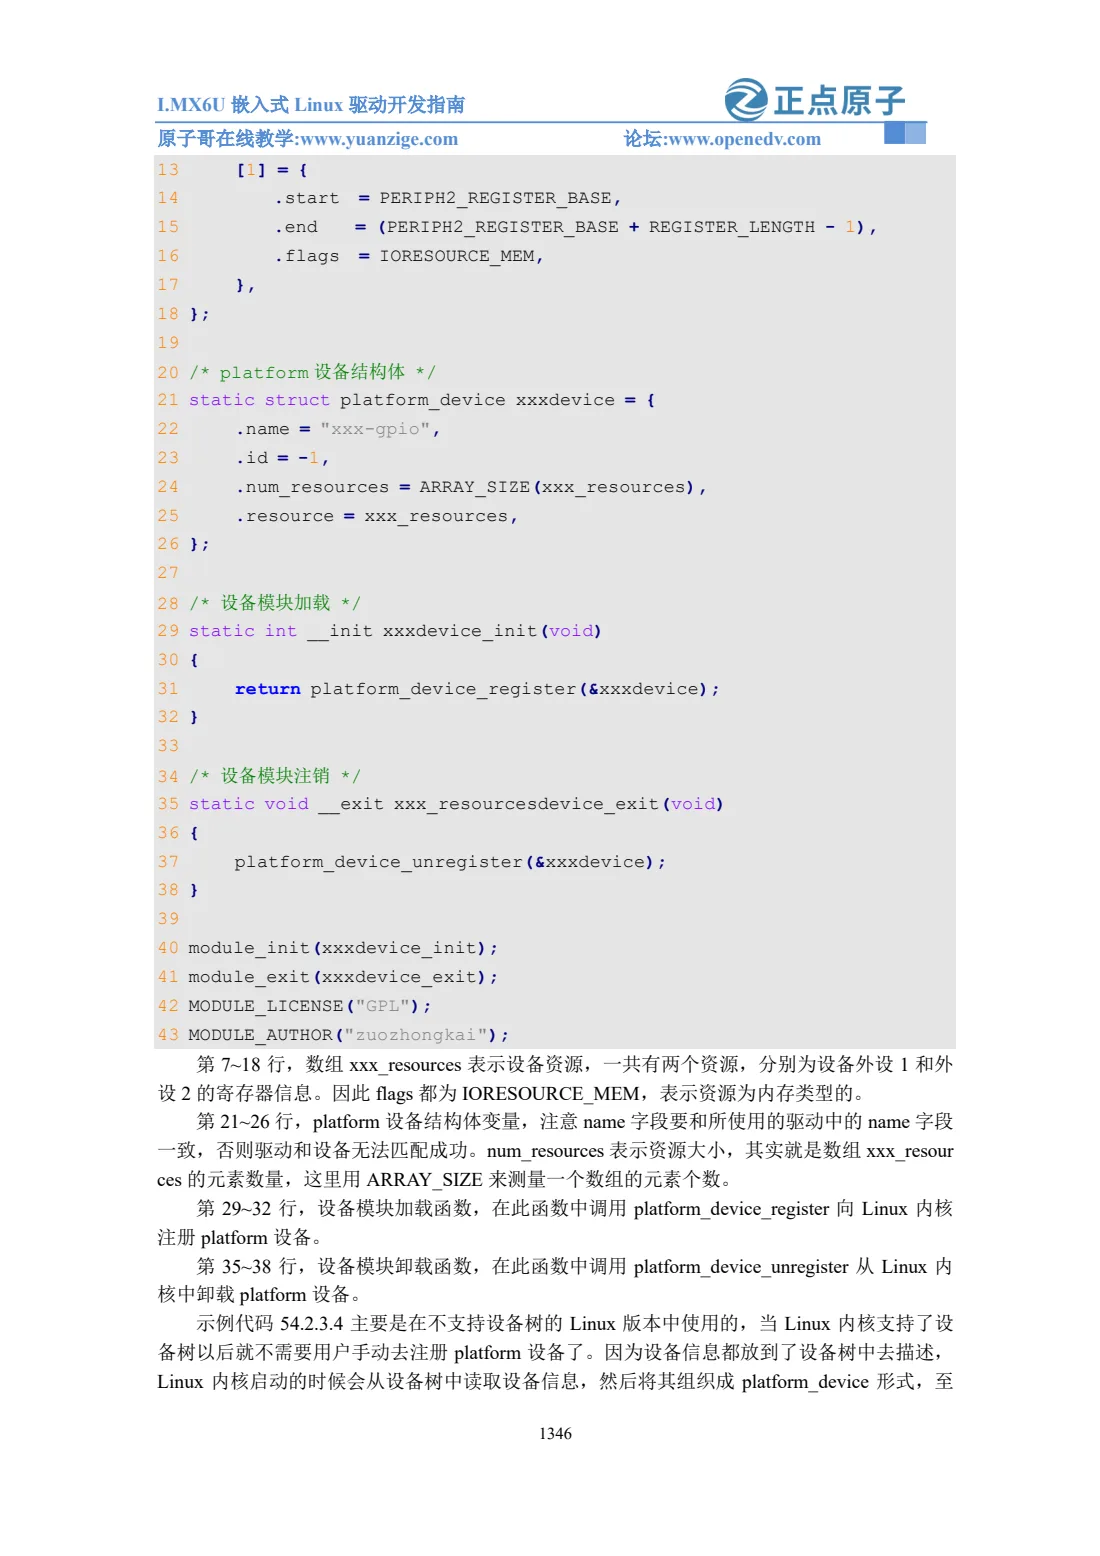 I.MX6U 嵌入式 Linux 驱动开发指南
正点原子
原子哥在线教学:www.yuanzige.com 论坛:www.openedv.com
13 [1] = {
14 .start = PERIPH2_REGISTER_BASE,
15 .end = (PERIPH2_REGISTER_BASE + REGISTER_LENGTH - 1),
16 .flags = IORESOURCE_MEM,
17 },
18 };
19
20 /* platform 设备结构体 */
21 static struct platform_device xxxdevice = {
22 .name = "xxx-gpio",
23 .id = -1,
24 .num_resources = ARRAY_SIZE(xxx_resources),
25 .resource = xxx_resources,
26 };
27
28 /* 设备模块加载 */
29 static int __init xxxdevice_init(void)
30 {
31 return platform_device_register(&xxxdevice);
32 }
33
34 /* 设备模块注销 */
35 static void __exit xxx_resourcesdevice_exit(void)
36 {
37 platform_device_unregister(&xxxdevice);
38 }
39
40 module_init(xxxdevice_init);
41 module_exit(xxxdevice_exit);
42 MODULE_LICENSE("GPL");
43 MODULE_AUTHOR("zuozhongkai");
第 7~18 行，数组 xxx_resources 表示设备资源，一共有两个资源，分别为设备外设 1 和外
设 2 的寄存器信息。因此 flags 都为 IORESOURCE_MEM，表示资源为内存类型的。
第 21~26 行，platform 设备结构体变量，注意 name 字段要和所使用的驱动中的 name 字段
一致，否则驱动和设备无法匹配成功。num_resources 表示资源大小，其实就是数组 xxx_resour
ces 的元素数量，这里用 ARRAY_SIZE 来测量一个数组的元素个数。
第 29~32 行，设备模块加载函数，在此函数中调用 platform_device_register 向 Linux 内核
注册 platform 设备。
第 35~38 行，设备模块卸载函数，在此函数中调用 platform_device_unregister 从 Linux 内
核中卸载 platform 设备。
示例代码 54.2.3.4 主要是在不支持设备树的 Linux 版本中使用的，当 Linux 内核支持了设
备树以后就不需要用户手动去注册 platform 设备了。因为设备信息都放到了设备树中去描述，
Linux 内核启动的时候会从设备树中读取设备信息，然后将其组织成 platform_device 形式，至
1346